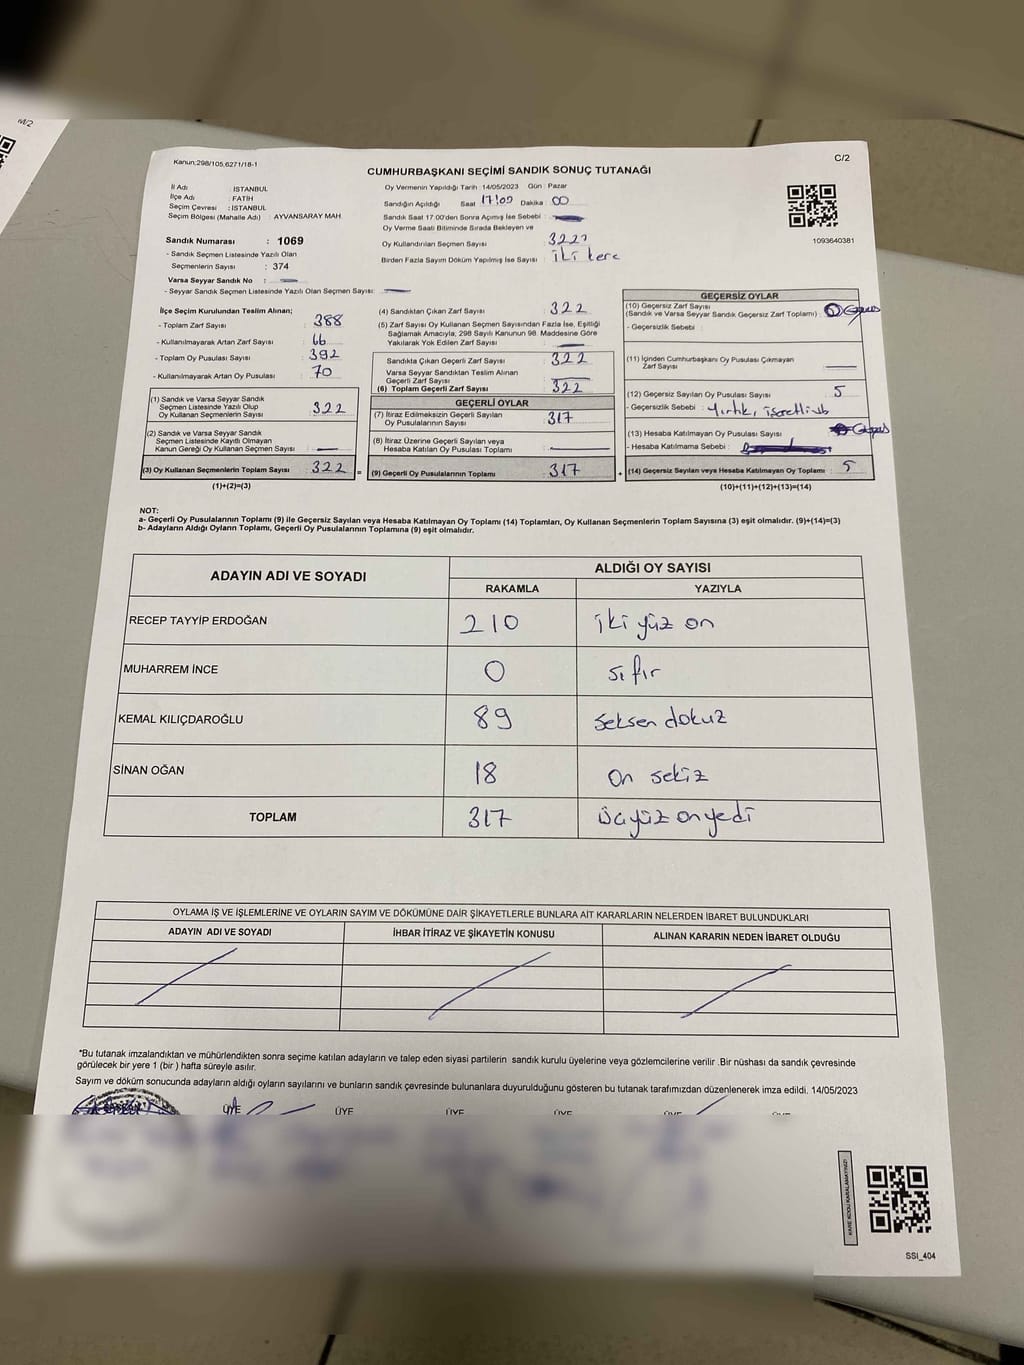 M/2
Kanun:298/105,6271/18-1
C/2
CUMHURBAŞKANI SEÇİMİ SANDIK SONUÇ TUTANAĞI
İl Adı : İSTANBUL
İlçe Adı : FATİH
Seçim Çevresi : İSTANBUL
Seçim Bölgesi (Mahalle Adı) : AYVANSARAY MAH
Sandık Numarası : 1069
- Sandık Seçmen Listesinde Yazılı Olan
Seçmenlerin Sayısı : 374
Varsa Seyyar Sandık No :
- Seyyar Sandık Seçmen Listesinde Yazılı Olan Seçmen Sayısı:
Oy Vermenin Yapıldığı Tarih :14/05/2023 Gün : Pazar
Sandığın Açıldığı Saat Dakika 00
Sandık Saat 17:00'den Sonra Açılmış İse Sebebi :
Oy Verme Saati Bitiminde Sırada Bekleyen ve
Oy Kullandırılan Seçmen Sayısı :
Birden Fazla Sayım Döküm Yapılmış İse Sayısı : iki kere
1093640381
İlçe Seçim Kurulundan Teslim Alınan;
- Toplam Zarf Sayısı : 388
- Kullanılmayarak Artan Zarf Sayısı : 66
- Toplam Oy Pusulası Sayısı : 392
- Kullanılmayarak Artan Oy Pusulası : 70
(1) Sandık ve Varsa Seyyar Sandık
Seçmen Listesinde Yazılı Olup
Oy Kullanan Seçmenlerin Sayısı : 322
(2) Sandık ve Varsa Seyyar Sandık
Seçmen Listesinde Kayıtlı Olmayan
Kanun Gereği Oy Kullanan Seçmen Sayısı :
(3) Oy Kullanan Seçmenlerin Toplam Sayısı : 322
(1)+(2)=(3)
=
(4) Sandıktan Çıkan Zarf Sayısı : 322
(5) Zarf Sayısı Oy Kullanan Seçmen Sayısından Fazla İse, Eşitliği
Sağlamak Amacıyla, 298 Sayılı Kanunun 98. Maddesine Göre
Yakılarak Yok Edilen Zarf Sayısı :
Sandıkta Çıkan Geçerli Zarf Sayısı : 322
Varsa Seyyar Sandıktan Teslim Alınan
Geçerli Zarf Sayısı :
(6) Toplam Geçerli Zarf Sayısı : 322
GEÇERLİ OYLAR
(7) İtiraz Edilmeksizin Geçerli Sayılan
Oy Pusulalarının Sayısı : 317
(8) İtiraz Üzerine Geçerli Sayılan veya
Hesaba Katılan Oy Pusulası Toplamı :
(9) Geçerli Oy Pusulalarının Toplamı : 317
+
GEÇERSİZ OYLAR
(10) Geçersiz Zarf Sayısı
(Sandık ve Varsa Seyyar Sandık Geçersiz Zarf Toplamı) :
- Geçersizlik Sebebi :
(11) İçinden Cumhurbaşkanı Oy Pusulası Çıkmayan
Zarf Sayısı :
(12) Geçersiz Sayılan Oy Pusulası Sayısı : 5
- Geçersizlik Sebebi : Yırtık,
(13) Hesaba Katılmayan Oy Pusulası Sayısı :
- Hesaba Katılmama Sebebi :
(14) Geçersiz Sayılan veya Hesaba Katılmayan Oy Toplamı : 5
(10)+(11)+(12)+(13)=(14)
NOT:
a- Geçerli Oy Pusulalarının Toplamı (9) ile Geçersiz Sayılan veya Hesaba Katılmayan Oy Toplamı (14) Toplamları, Oy Kullanan Seçmenlerin Toplam Sayısına (3) eşit olmalıdır. (9)+(14)=(3)
b- Adayların Aldığı Oyların Toplamı, Geçerli Oy Pusulalarının Toplamına (9) eşit olmalıdır.
ADAYIN ADI VE SOYADI
ALDIĞI OY SAYISI
RAKAMLA YAZIYLA
RECEP TAYYİP ERDOĞAN 210 iki yüz on
MUHARREM İNCE 0 sıfır
KEMAL KILIÇDAROĞLU 89 seksen dokuz
SİNAN OĞAN 18 on sekiz
TOPLAM 317 üçyüz onyedi
OYLAMA İŞ VE İŞLEMLERİNE VE OYLARIN SAYIM VE DÖKÜMÜNE DAİR ŞİKAYETLERLE BUNLARA AİT KARARLARIN NELERDEN İBARET BULUNDUKLARI
ADAYIN ADI VE SOYADI İHBAR İTİRAZ VE ŞİKAYETİN KONUSU ALINAN KARARIN NEDEN İBARET OLDUĞU
*Bu tutanak imzalandıktan ve mühürlendikten sonra seçime katılan adayların ve talep eden siyasi partilerin sandık kurulu üyelerine veya gözlemcilerine verilir .Bir nüshası da sandık çevresinde
görülecek bir yere 1 (bir ) hafta süreyle asılır.
Sayım ve döküm sonucunda adayların aldığı oyların sayılarını ve bunların sandık çevresinde bulunanlara duyurulduğunu gösteren bu tutanak tarafımızdan düzenlenerek imza edildi. 14/05/2023
ÜYE ÜYE ÜYE ÜYE ÜYE
KARE KODU KARALAMAYINIZ!
SSI_404